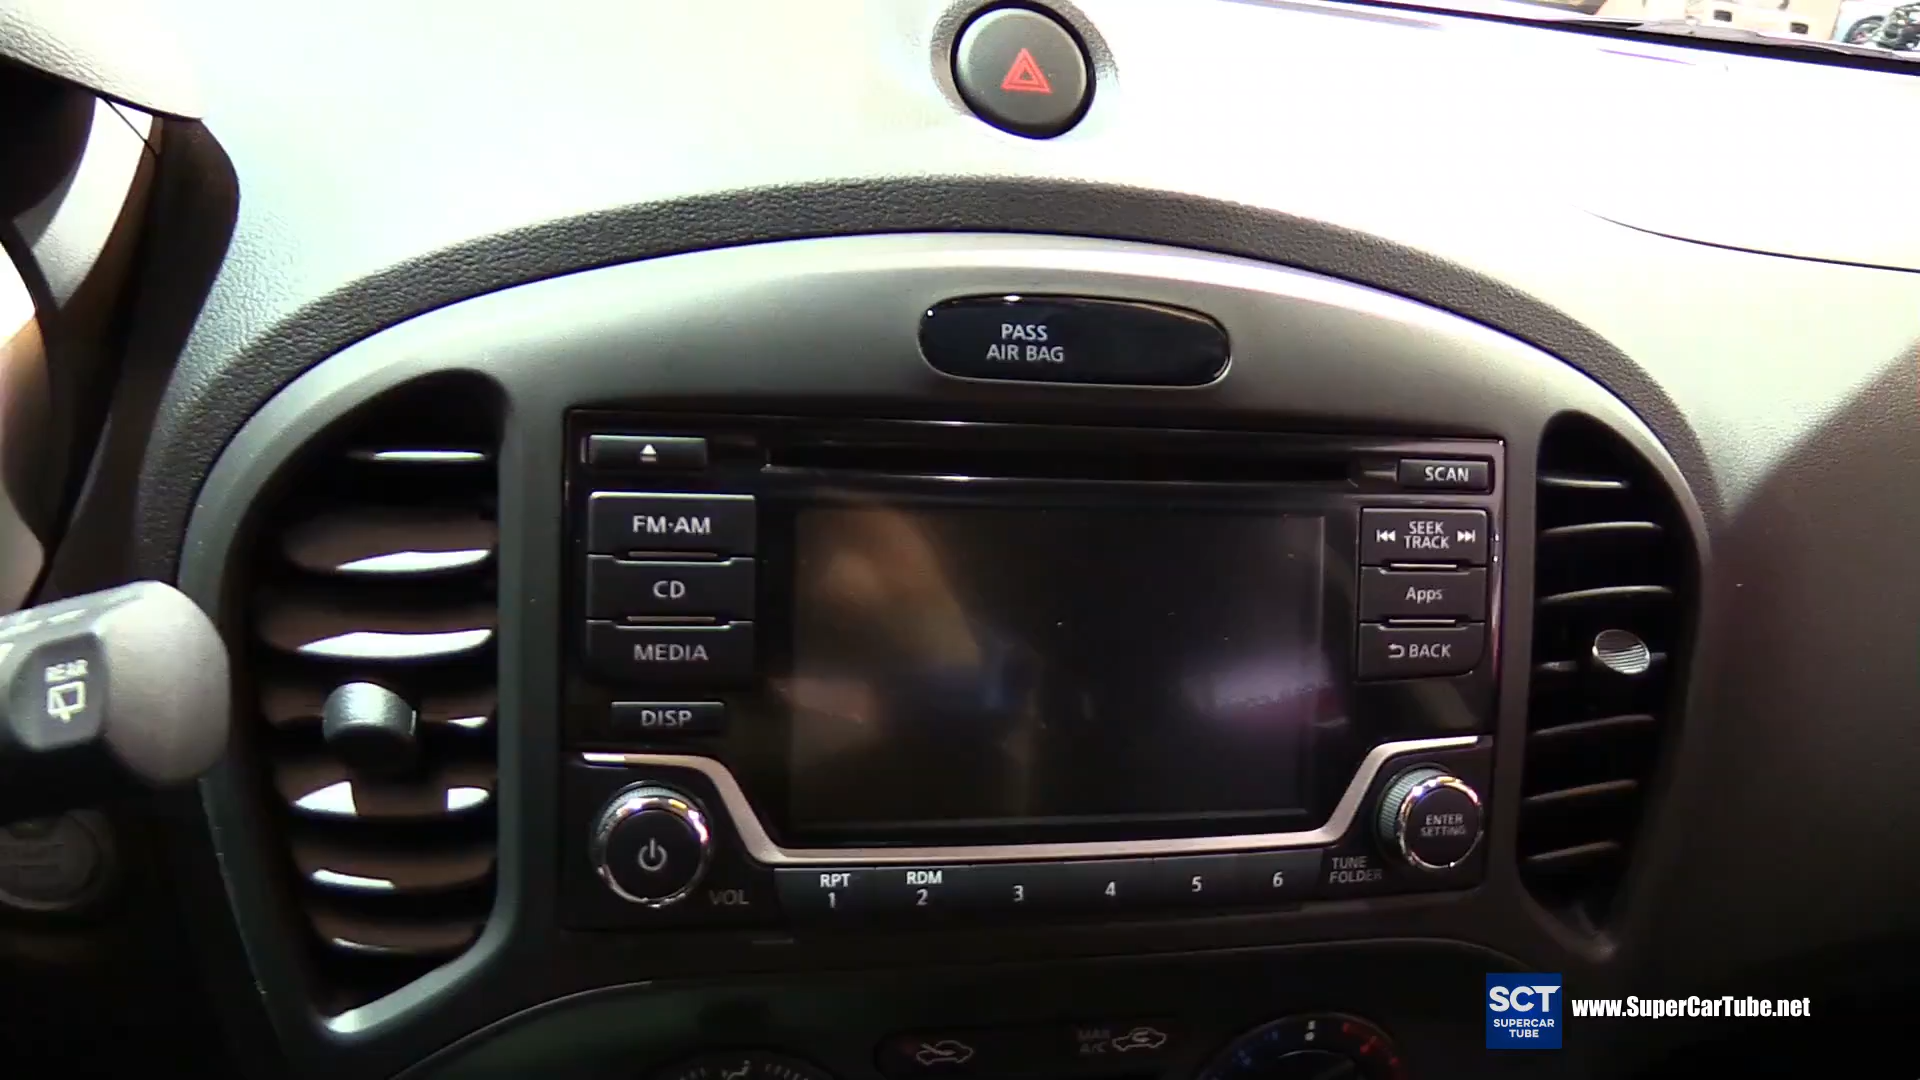 PASS
AIR BAG
SCAN
FM·AM
SEEK
TRACK
CD
Apps
MEDIA
BACK
REAR
DISP
ENTER
SETTING
VOL
RPT
1
RDM
2
3
4
5
6
TUNE
FOLDER
MAX
A/C
SCT
SUPERCAR
TUBE
www.SuperCarTube.net